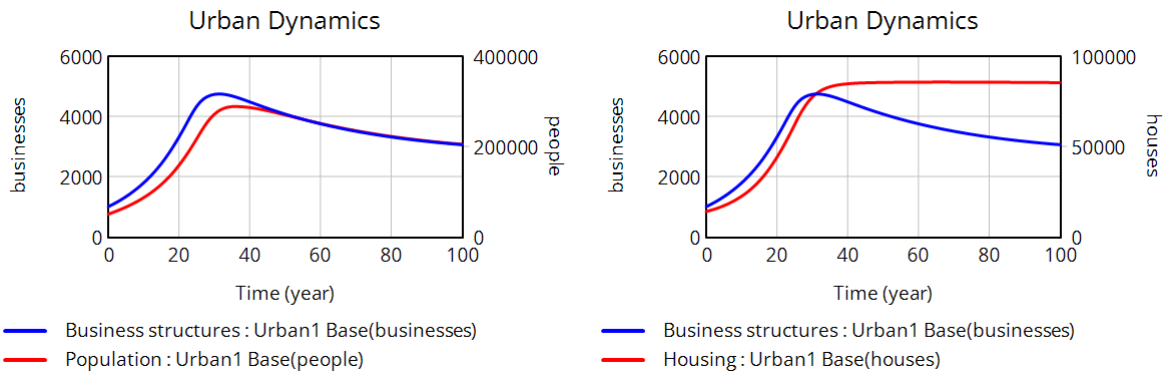 Urban Dynamics
6000
4000
2000
0
businesses
400000
200000
0
people
0 20 40 60 80 100
Time (year)
Business structures : Urban1 Base(businesses)
Population : Urban1 Base(people)
Urban Dynamics
6000
4000
2000
0
businesses
100000
50000
0
houses
0 20 40 60 80 100
Time (year)
Business structures : Urban1 Base(businesses)
Housing : Urban1 Base(houses)